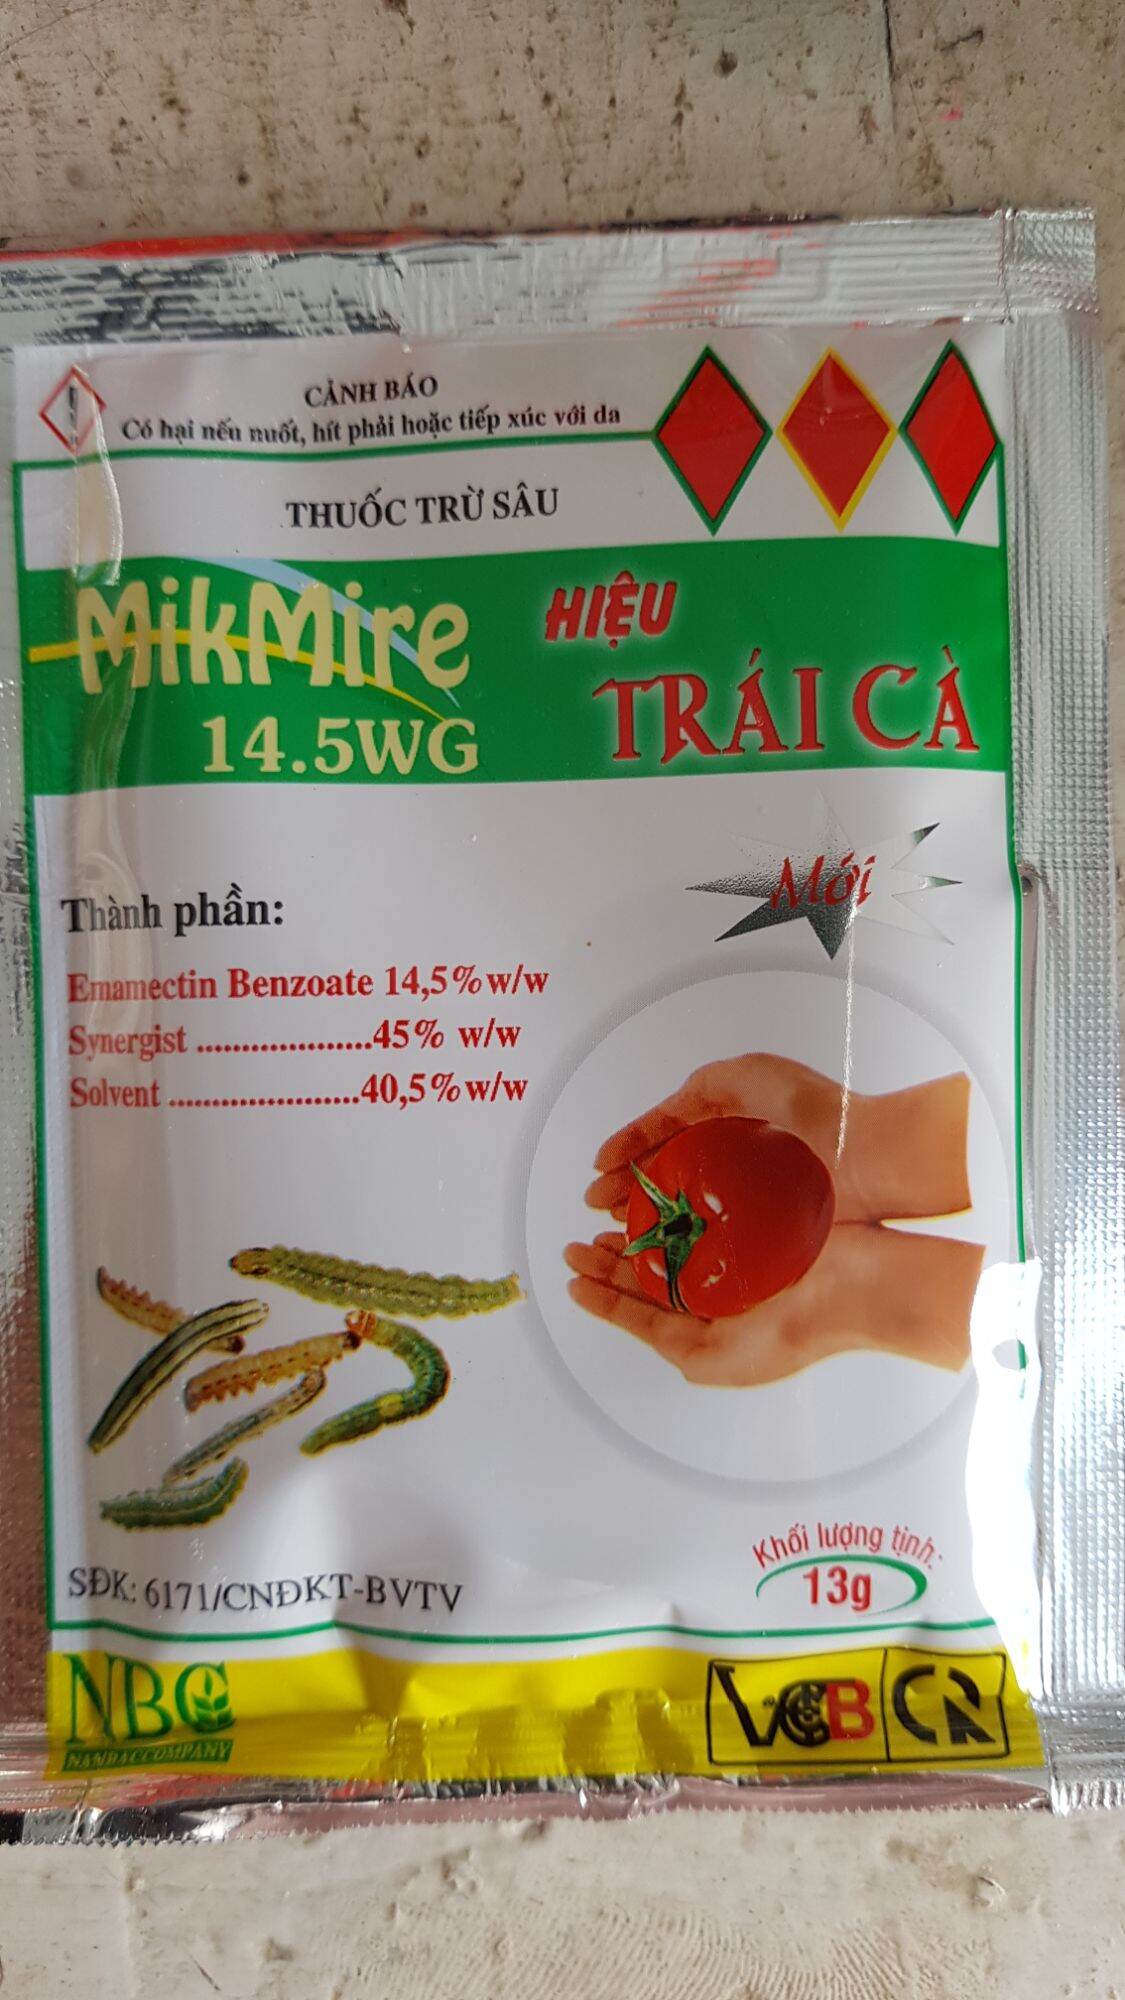 CẢNH BÁO
Có hại nến nuốt, hít phải hoặc tiếp xúc với da
THUỐC TRỪ SÂU
MikMire
14.5WG
HIỆU
TRÁI CÀ
Mới
Thành phần:
Emamectin Benzoate 14,5%w/w
Synergist ....................45% w/w
Solvent ......................40,5%w/w
SĐK: 6171/CNĐKT-BVTV
Khối lượng tịnh:
13g
NBC
NAMBACCOMPANY